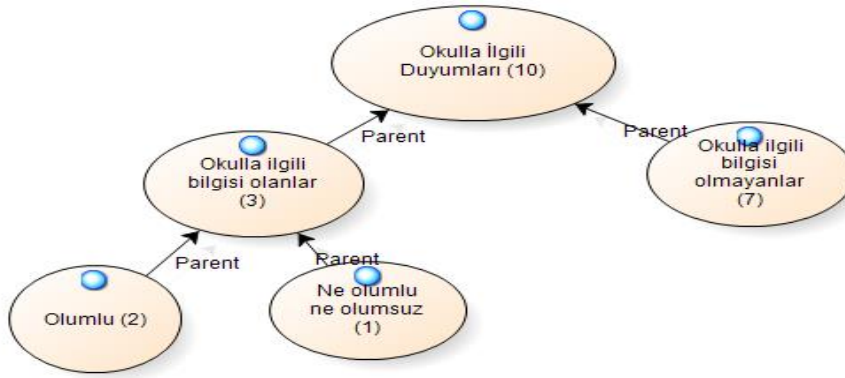 Okulla İlgili
Duyumları (10)
Parent
Parent
Okulla ilgili
bilgisi olanlar
(3)
Okulla ilgili
bilgisi
olmayanlar
(7)
Parent
Parent
Olumlu (2)
Ne olumlu
ne olumsuz
(1)